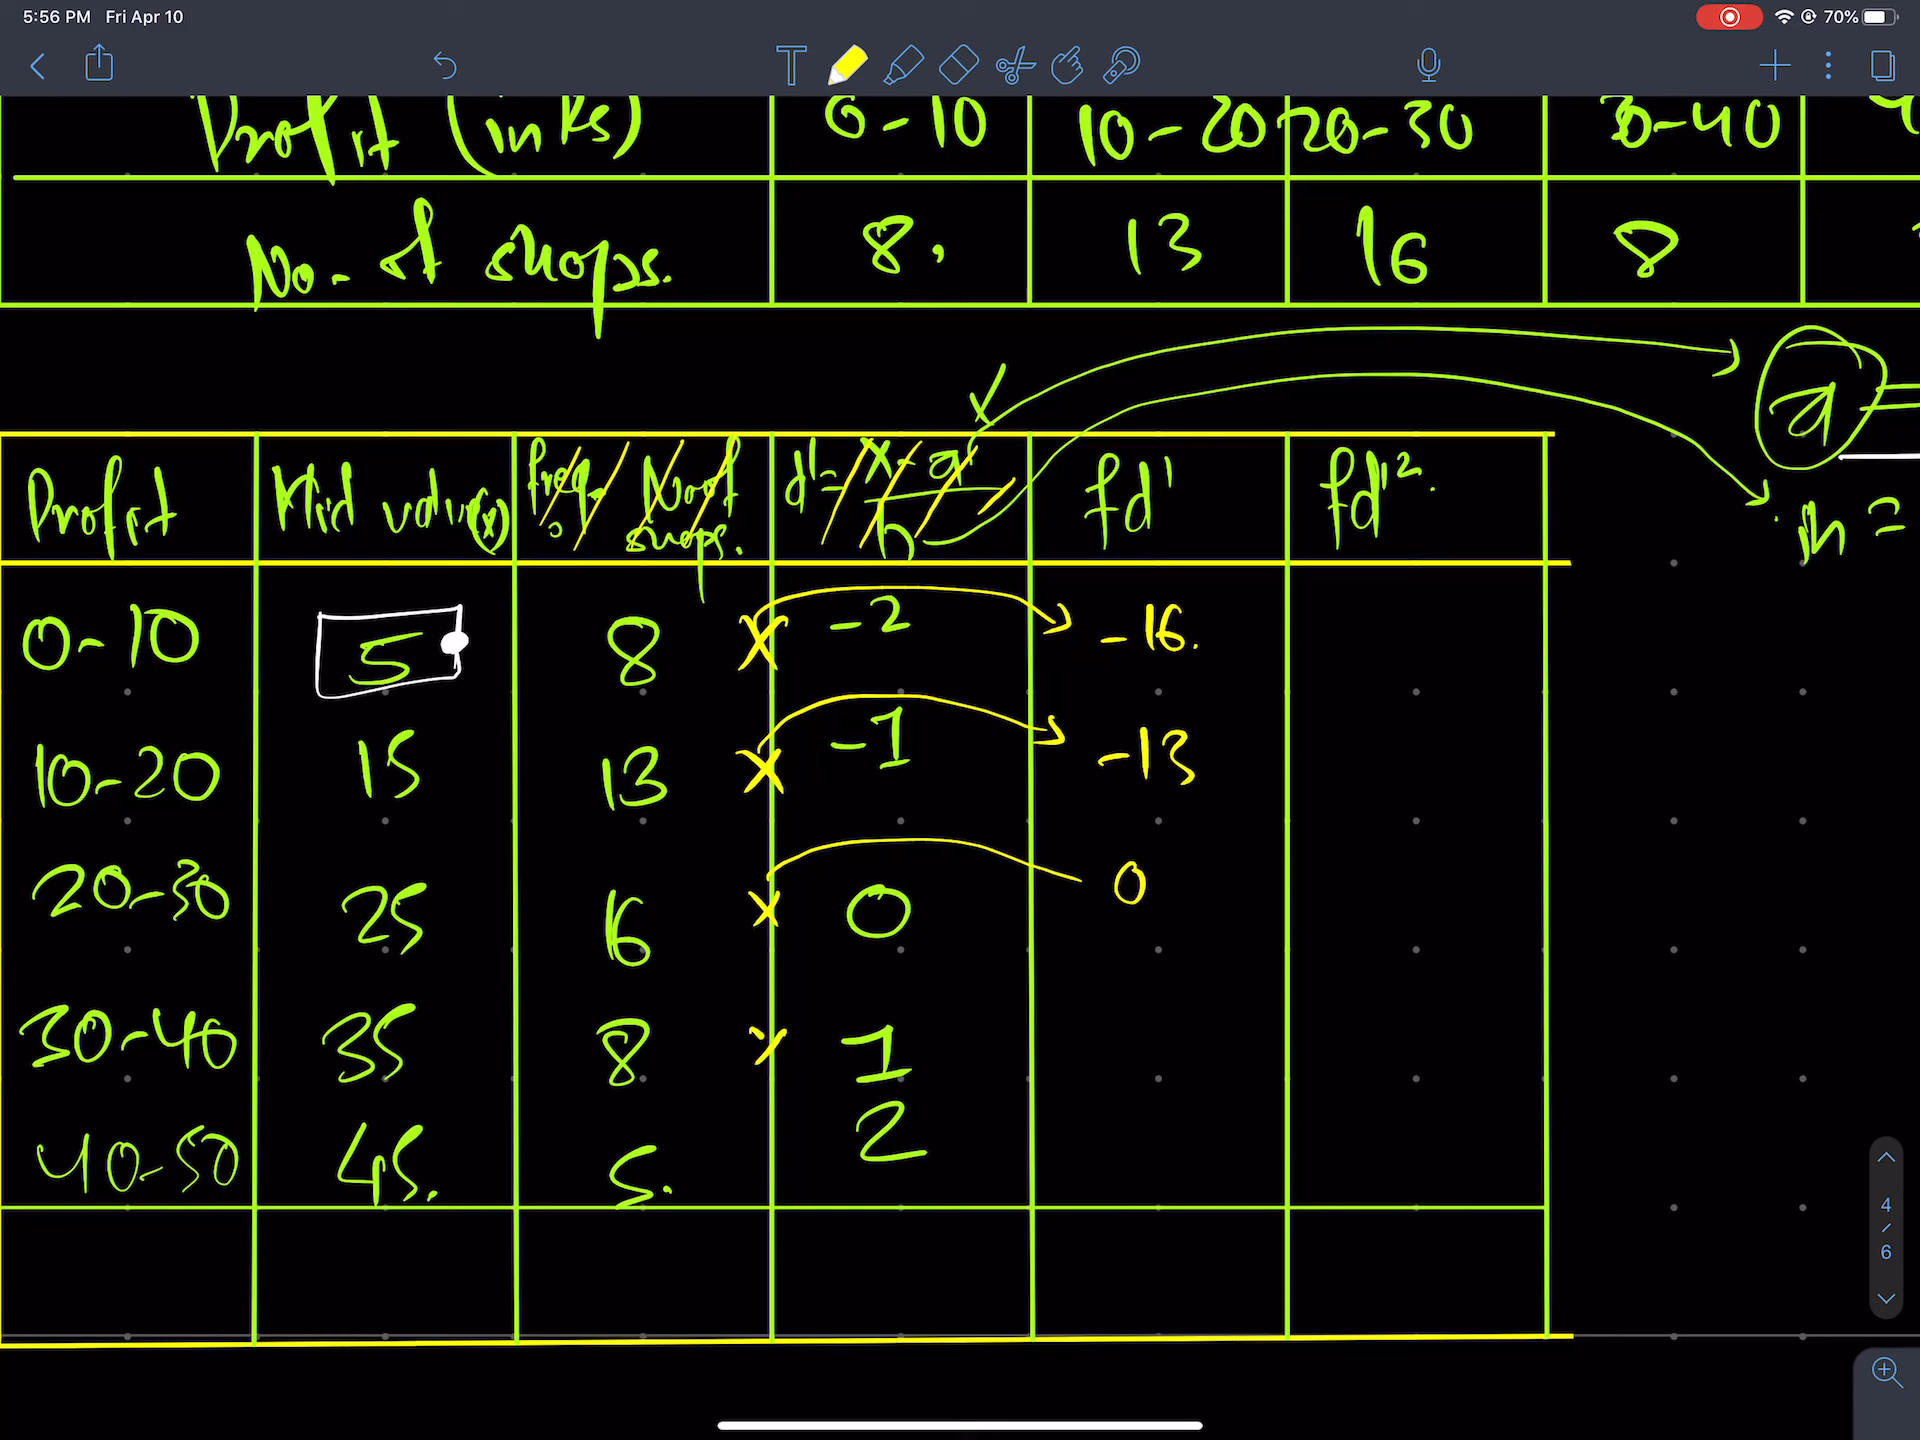 5:56 PM Fri Apr 10
70%
Profit (in Rs) 0-10 10-20 20-30 30-40
No. of shops. 8, 13 16 8
a =
h =
Profit Mid value(x) freq. No of shops. d' = x - a / h fd' fd'².
0-10 5 8 x -2 -16.
10-20 15 13 x -1 -13
20-30 25 16 x 0 0
30-40 35 8 x 1
40-50 45. 5. 2
4
/
6